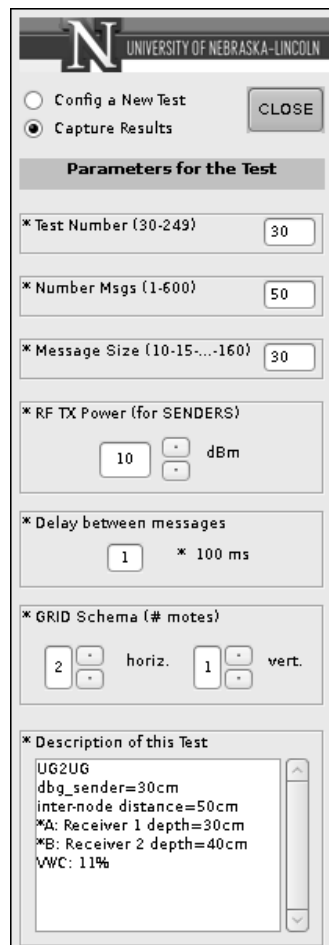 N UNIVERSITY OF NEBRASKA–LINCOLN
Config a New Test
CLOSE
Capture Results
Parameters for the Test
* Test Number (30-249) 30
* Number Msgs (1-600) 50
* Message Size (10-15-...-160) 30
* RF TX Power (for SENDERS)
10 dBm
* Delay between messages
1 * 100 ms
* GRID Schema (# motes)
2 horiz. 1 vert.
* Description of this Test
UG2UG
dbg_sender=30cm
inter-node distance=50cm
*A: Receiver 1 depth=30cm
*B: Receiver 2 depth=40cm
VWC: 11%